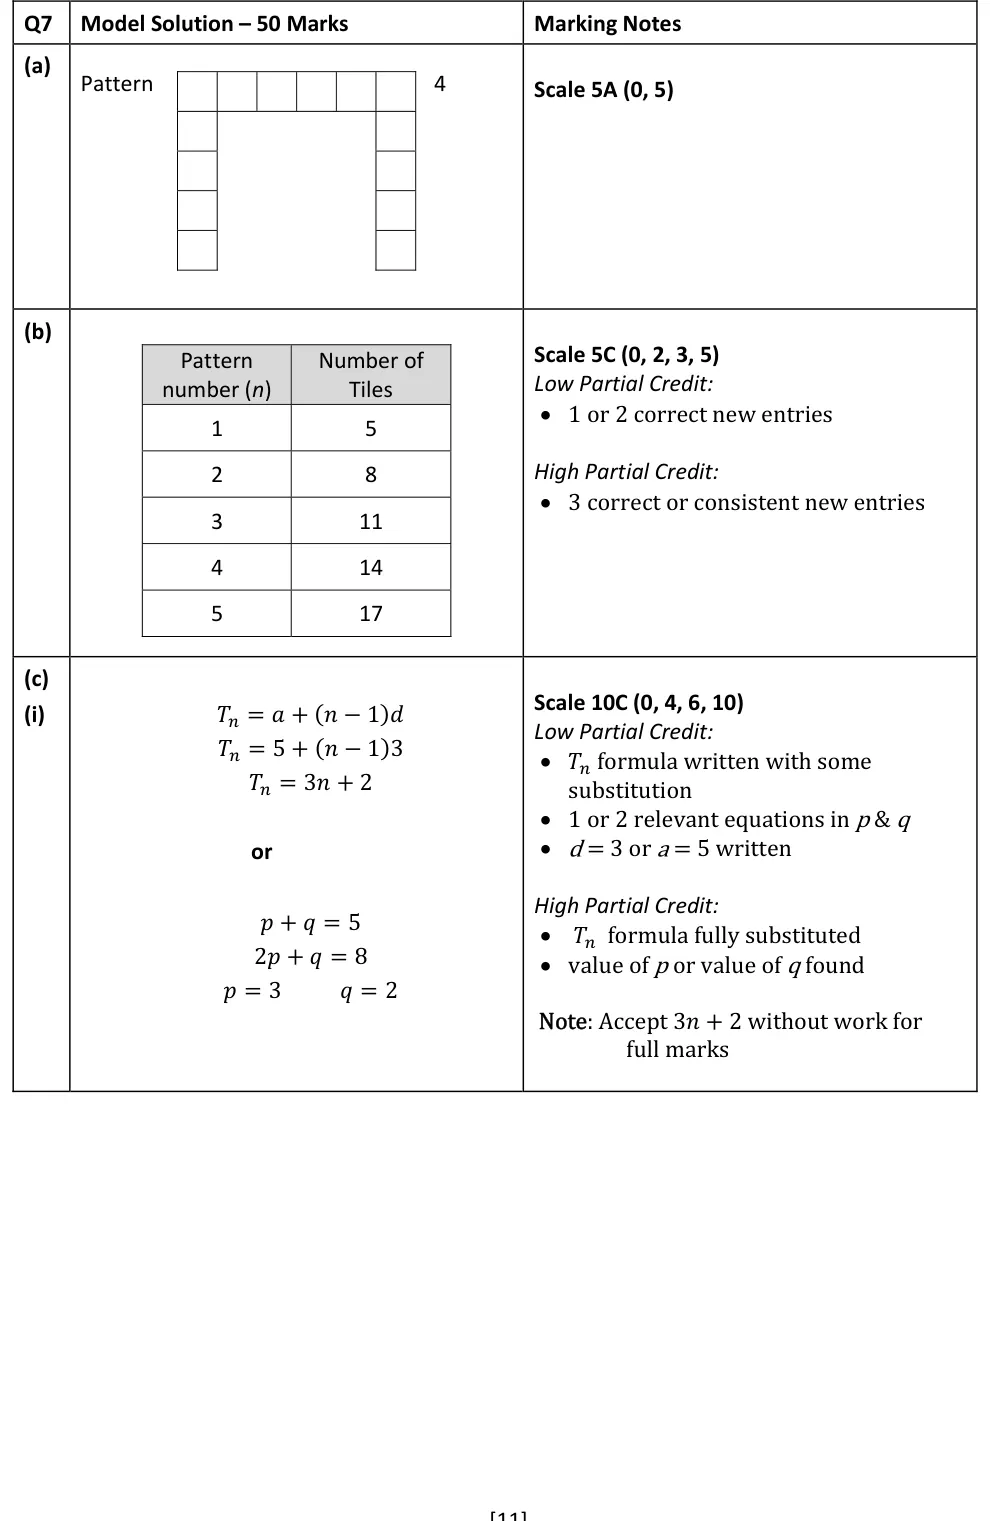 Q7 Model Solution – 50 Marks Marking Notes
(a)
Pattern 4
Scale 5A (0, 5)
(b)
Pattern number (n) Number of Tiles
1 5
2 8
3 11
4 14
5 17
Scale 5C (0, 2, 3, 5)
Low Partial Credit:
• 1 or 2 correct new entries
High Partial Credit:
• 3 correct or consistent new entries
(c)
(i)
Tₙ = a + (n − 1)d
Tₙ = 5 + (n − 1)3
Tₙ = 3n + 2
or
p + q = 5
2p + q = 8
p = 3 q = 2
Scale 10C (0, 4, 6, 10)
Low Partial Credit:
• Tₙ formula written with some
substitution
• 1 or 2 relevant equations in p & q
• d = 3 or a = 5 written
High Partial Credit:
• Tₙ formula fully substituted
• value of p or value of q found
Note: Accept 3n + 2 without work for
full marks
[11]